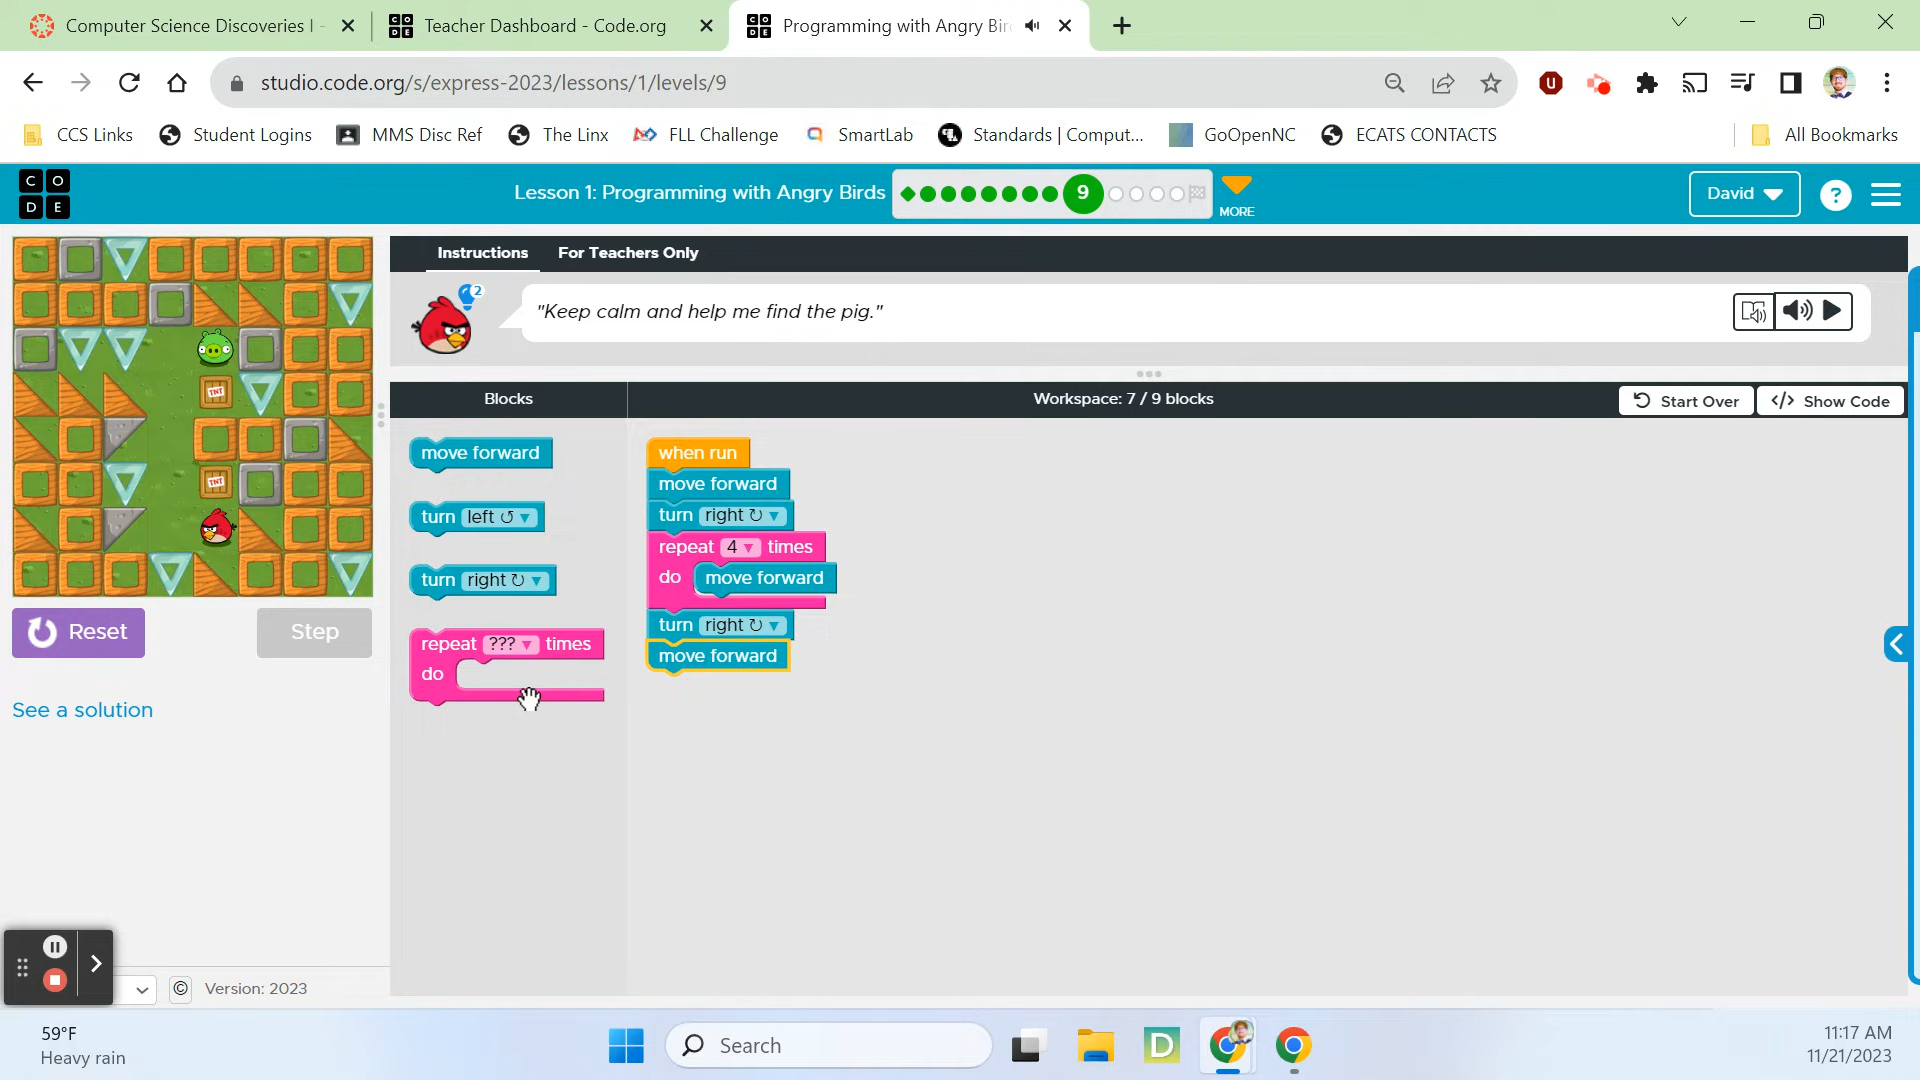 Computer Science Discoveries I -
Teacher Dashboard - Code.org
Programming with Angry Bir
studio.code.org/s/express-2023/lessons/1/levels/9
CCS Links
Student Logins
MMS Disc Ref
The Linx
FLL Challenge
SmartLab
Standards | Comput...
GoOpenNC
ECATS CONTACTS
All Bookmarks
C O
D E
Lesson 1: Programming with Angry Birds
9
MORE
David
?
Instructions
For Teachers Only
2
"Keep calm and help me find the pig."
Blocks
Workspace: 7 / 9 blocks
Start Over
</> Show Code
TNT
TNT
move forward
turn left ↺
turn right ↻
repeat ??? times
do
when run
move forward
turn right ↻
repeat 4 times
do move forward
turn right ↻
move forward
Reset
Step
See a solution
© Version: 2023
59°F
Heavy rain
Search
D
11:17 AM
11/21/2023